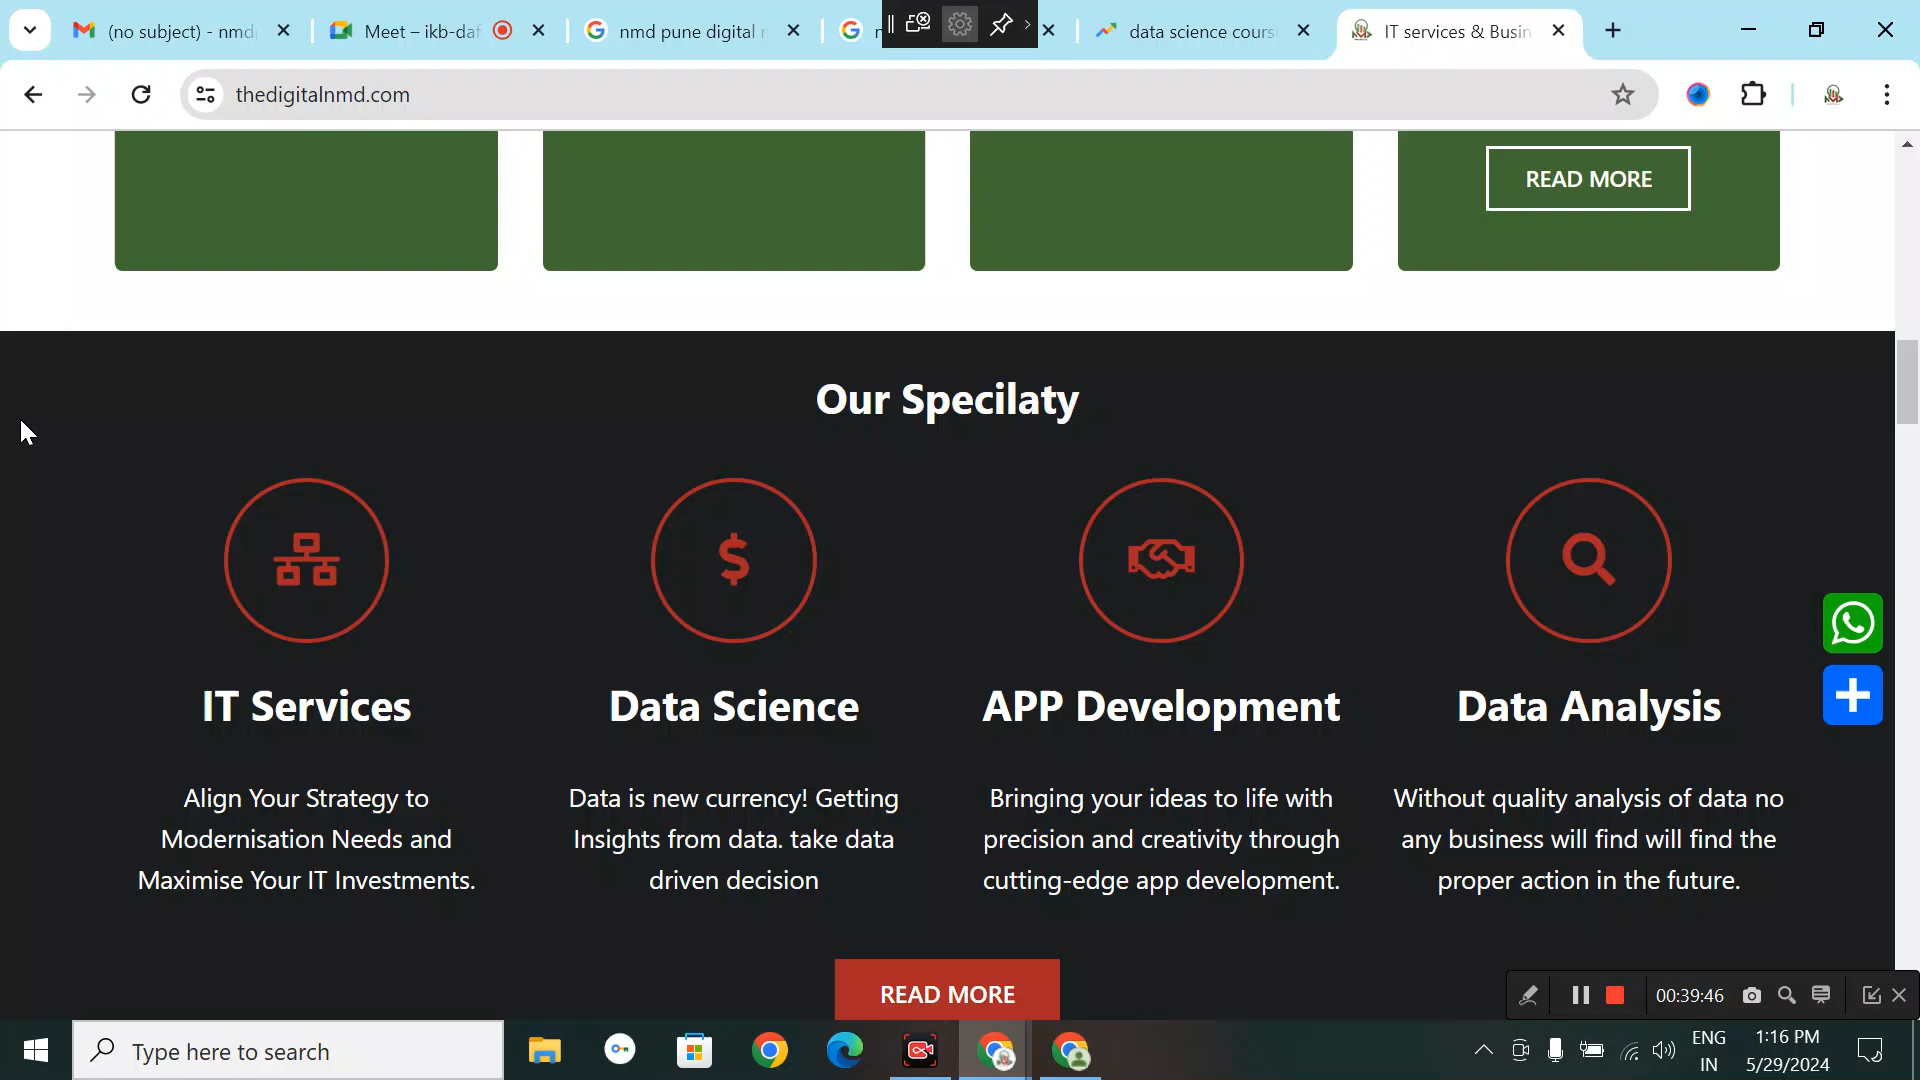 (no subject) - nmd
Meet – ikb-daf
nmd pune digital
data science cours
IT services & Busin
thedigitalnmd.com
READ MORE
Our Specilaty
IT Services
Data Science
APP Development
Data Analysis
Align Your Strategy to
Modernisation Needs and
Maximise Your IT Investments.
Data is new currency! Getting
Insights from data. take data
driven decision
Bringing your ideas to life with
precision and creativity through
cutting-edge app development.
Without quality analysis of data no
any business will find will find the
proper action in the future.
READ MORE
00:39:46
Type here to search
ENG
IN
1:16 PM
5/29/2024